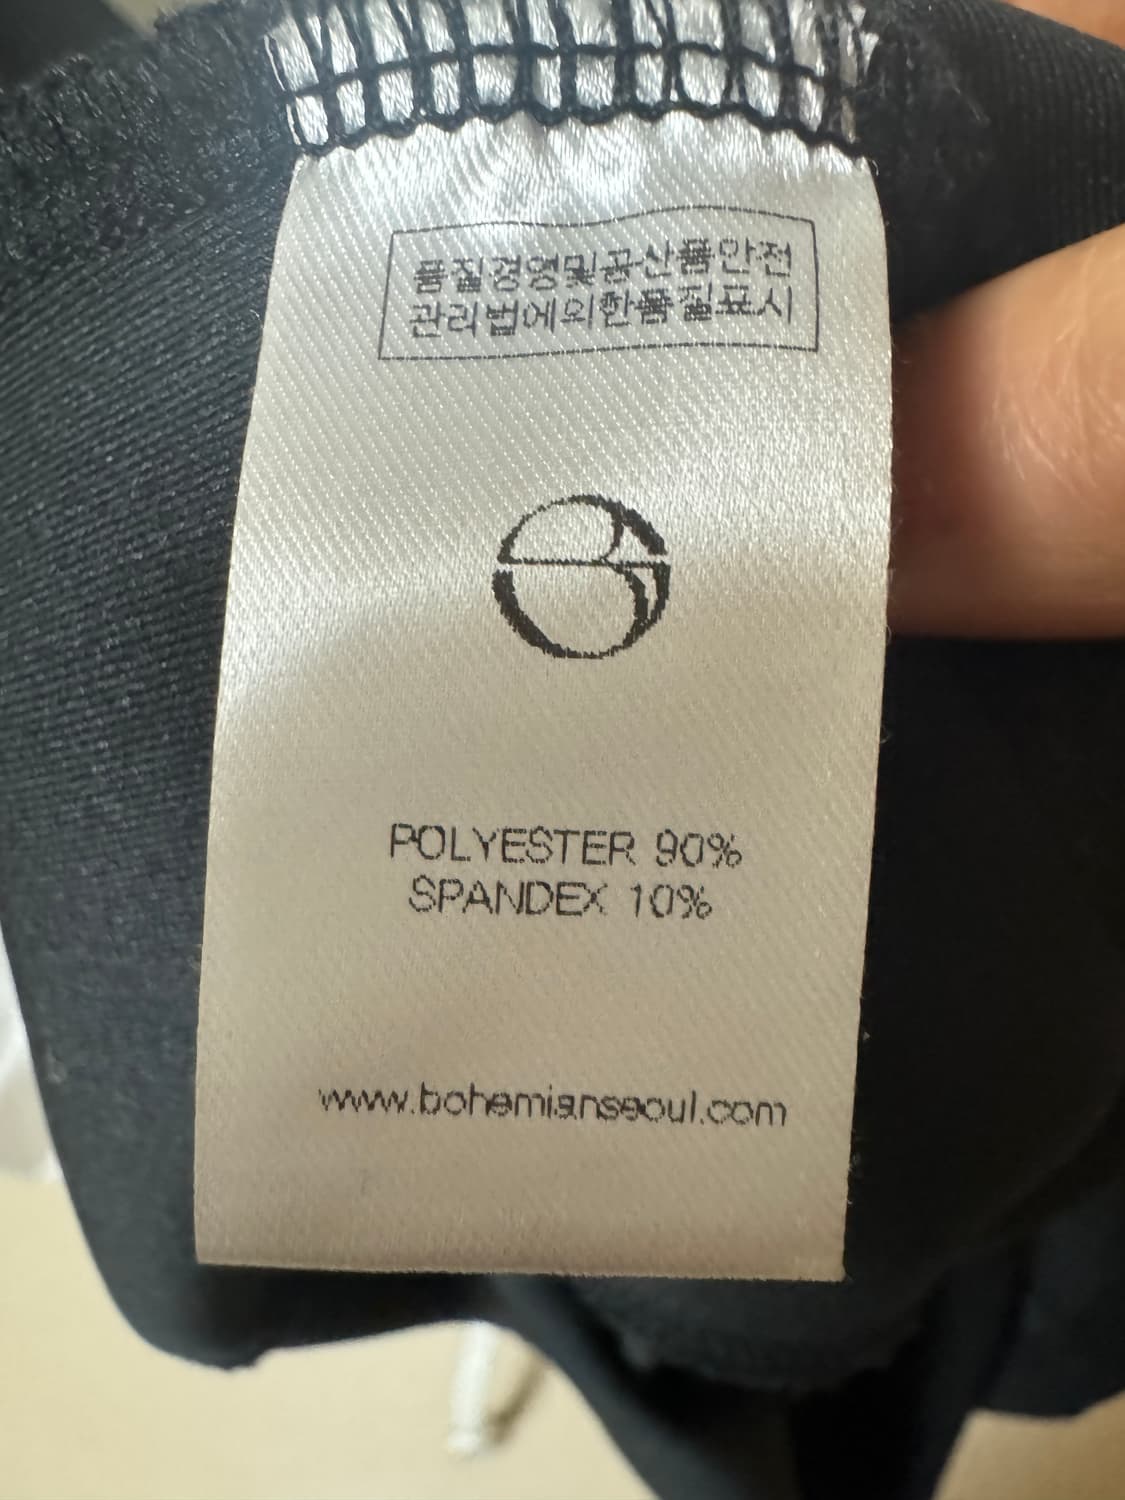 품질경영및공산품안전
관리법에의한품질표시
POLYESTER 90%
SPANDEX 10%
www.bohemianseoul.com